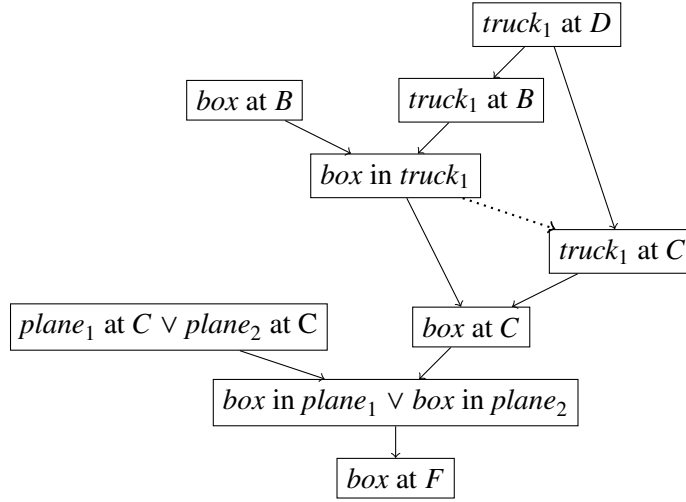 truck₁ at D
box at B
truck₁ at B
box in truck₁
truck₁ at C
plane₁ at C ∨ plane₂ at C
box at C
box in plane₁ ∨ box in plane₂
box at F